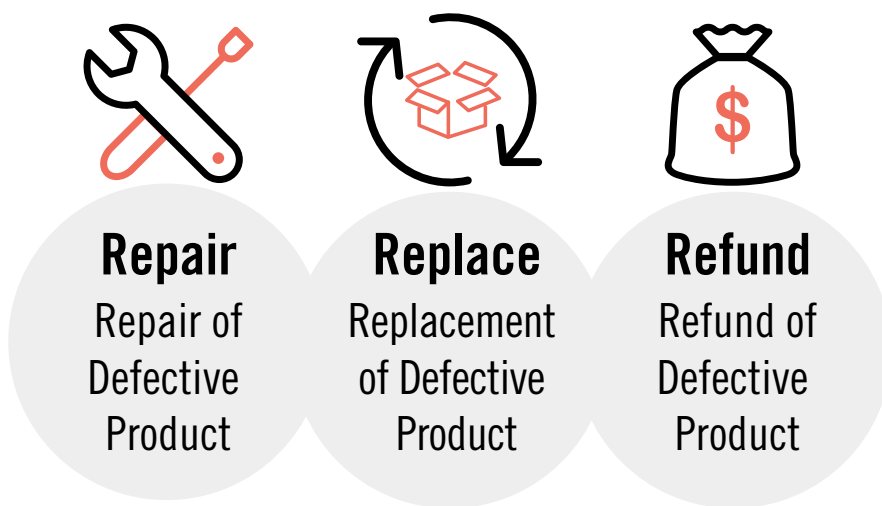 $
Repair
Repair of
Defective
Product
Replace
Replacement
of Defective
Product
Refund
Refund of
Defective
Product